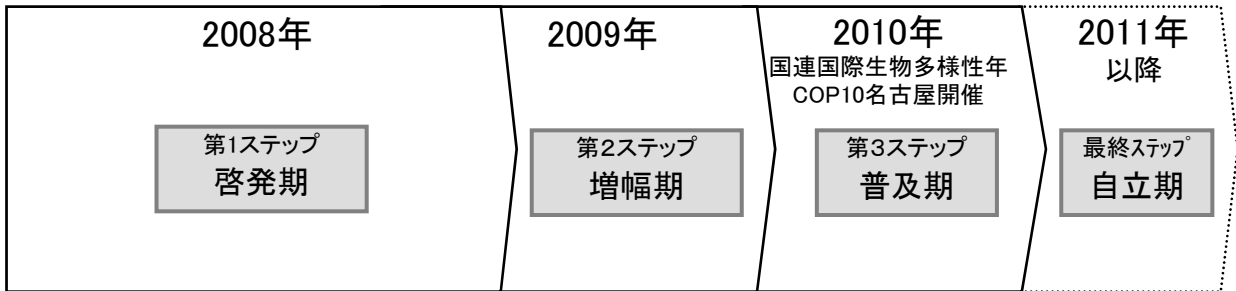 2008年
第1ステップ
啓発期
2009年
第2ステップ
増幅期
2010年
国連国際生物多様性年
COP10名古屋開催
第3ステップ
普及期
2011年
以降
最終ｽﾃｯﾌﾟ
自立期